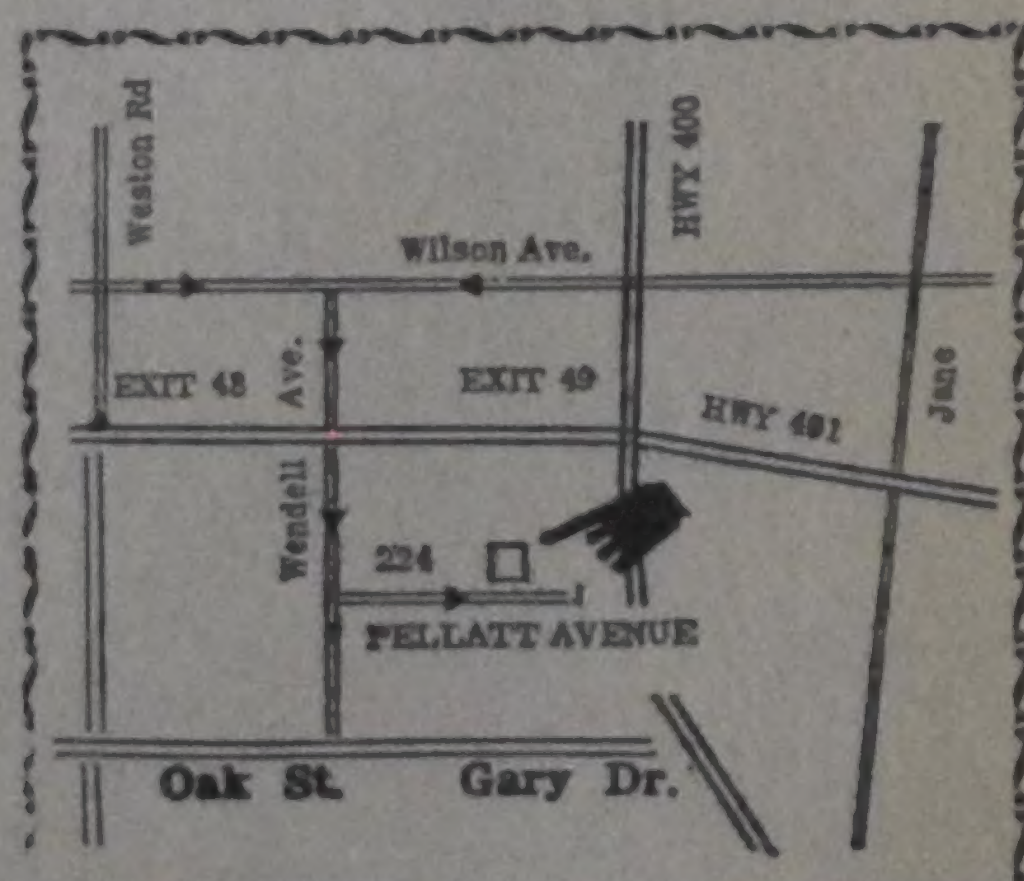 Weston Rd
HWY 400
Wilson Ave.
EXIT 48
EXIT 49
HWY 401
Jane
Wendell Ave.
224
PELLATT AVENUE
Oak St. Gary Dr.